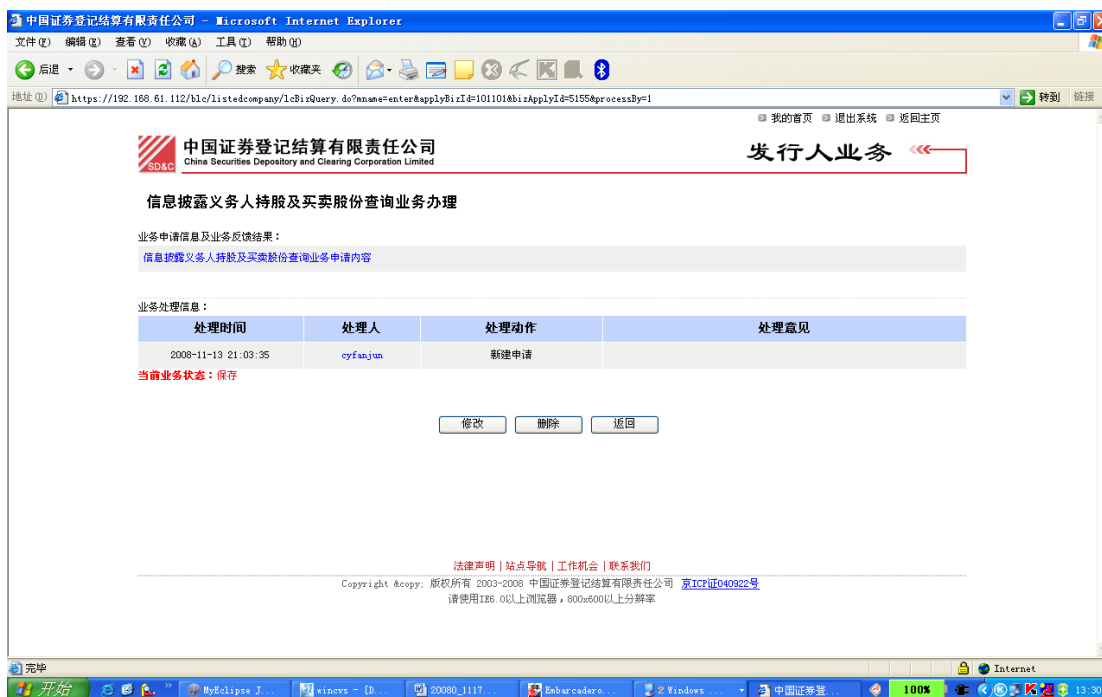 中国证券登记结算有限责任公司 - Microsoft Internet Explorer
文件(F) 编辑(E) 查看(V) 收藏(A) 工具(T) 帮助(H)
后退 搜索 收藏夹
地址(D) https://192.168.61.112/blc/listedcompany/lcBizQuery.do?mname=enter&applyBizId=101101&bizApplyId=5155&processBy=1 转到 链接
我的首页 退出系统 返回主页
SD&C 中国证券登记结算有限责任公司 发行人业务
China Securities Depository and Clearing Corporation Limited
信息披露义务人持股及买卖股份查询业务办理
业务申请信息及业务反馈结果:
信息披露义务人持股及买卖股份查询业务申请内容
业务处理信息:
处理时间 处理人 处理动作 处理意见
2008-11-13 21:03:35 cyfanjun 新建申请
当前业务状态:保存
修改 删除 返回
法律声明|站点导航|工作机会|联系我们
Copyright &copy; 版权所有 2003-2008 中国证券登记结算有限责任公司 京ICP证040922号
请使用IE6.0以上浏览器,800x600以上分辨率
完毕 Internet
开始 MyEclipse J... wincvs - [D... 20080_1117... Embarcadero... 2 Windows ... 中国证券登... 100% 13:30